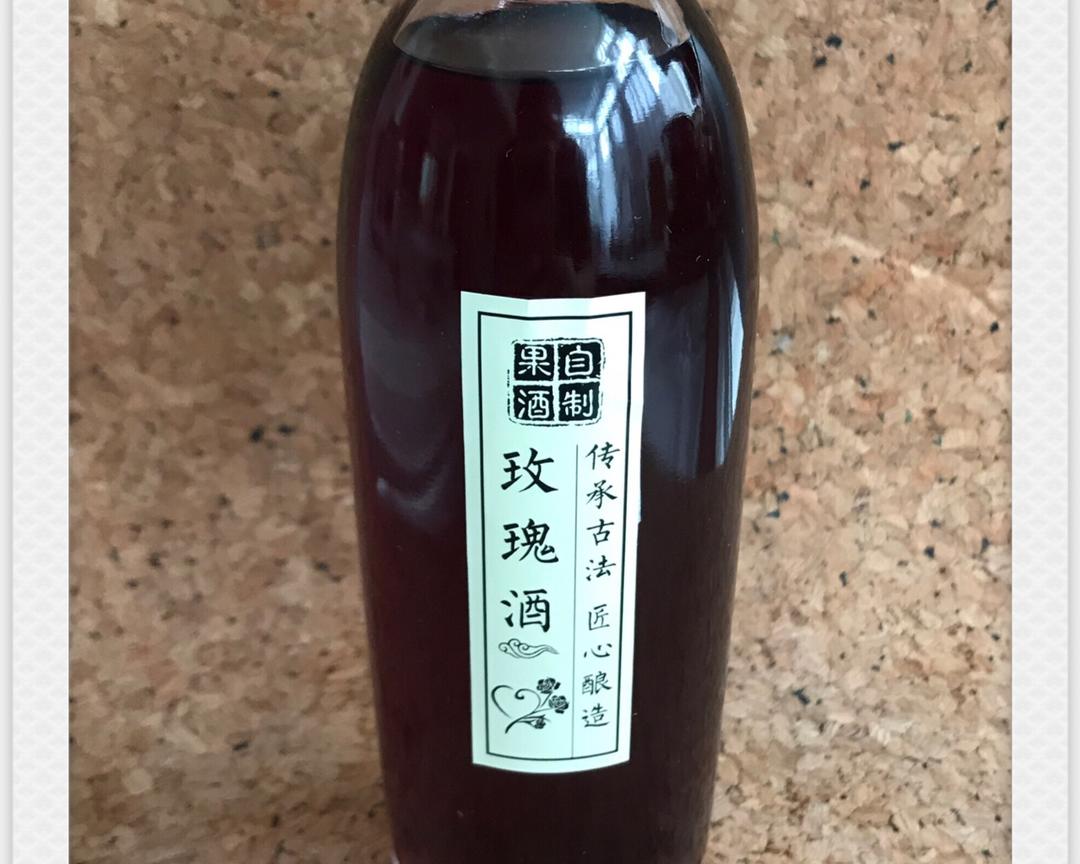 自制
果酒
传承古法 匠心酿造
玫瑰酒